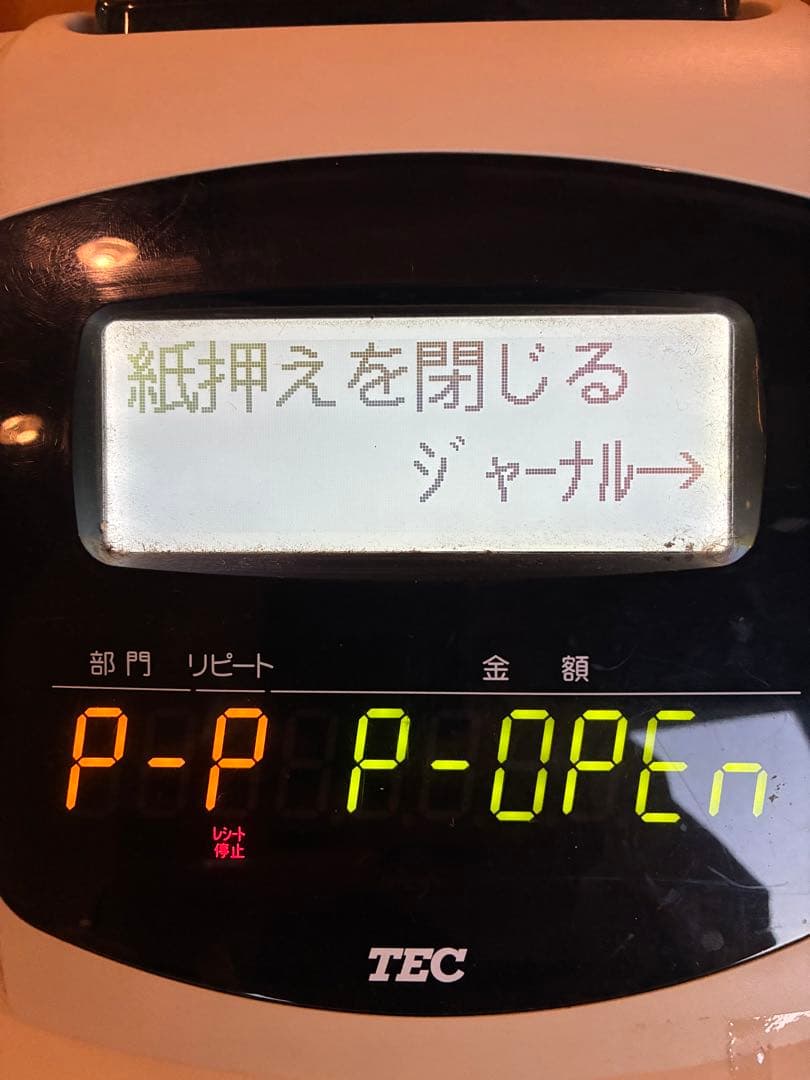 紙押えを閉じる
ジャーナル→
部門 リピート 金額
P-P P-OPEn
レシート
停止
TEC